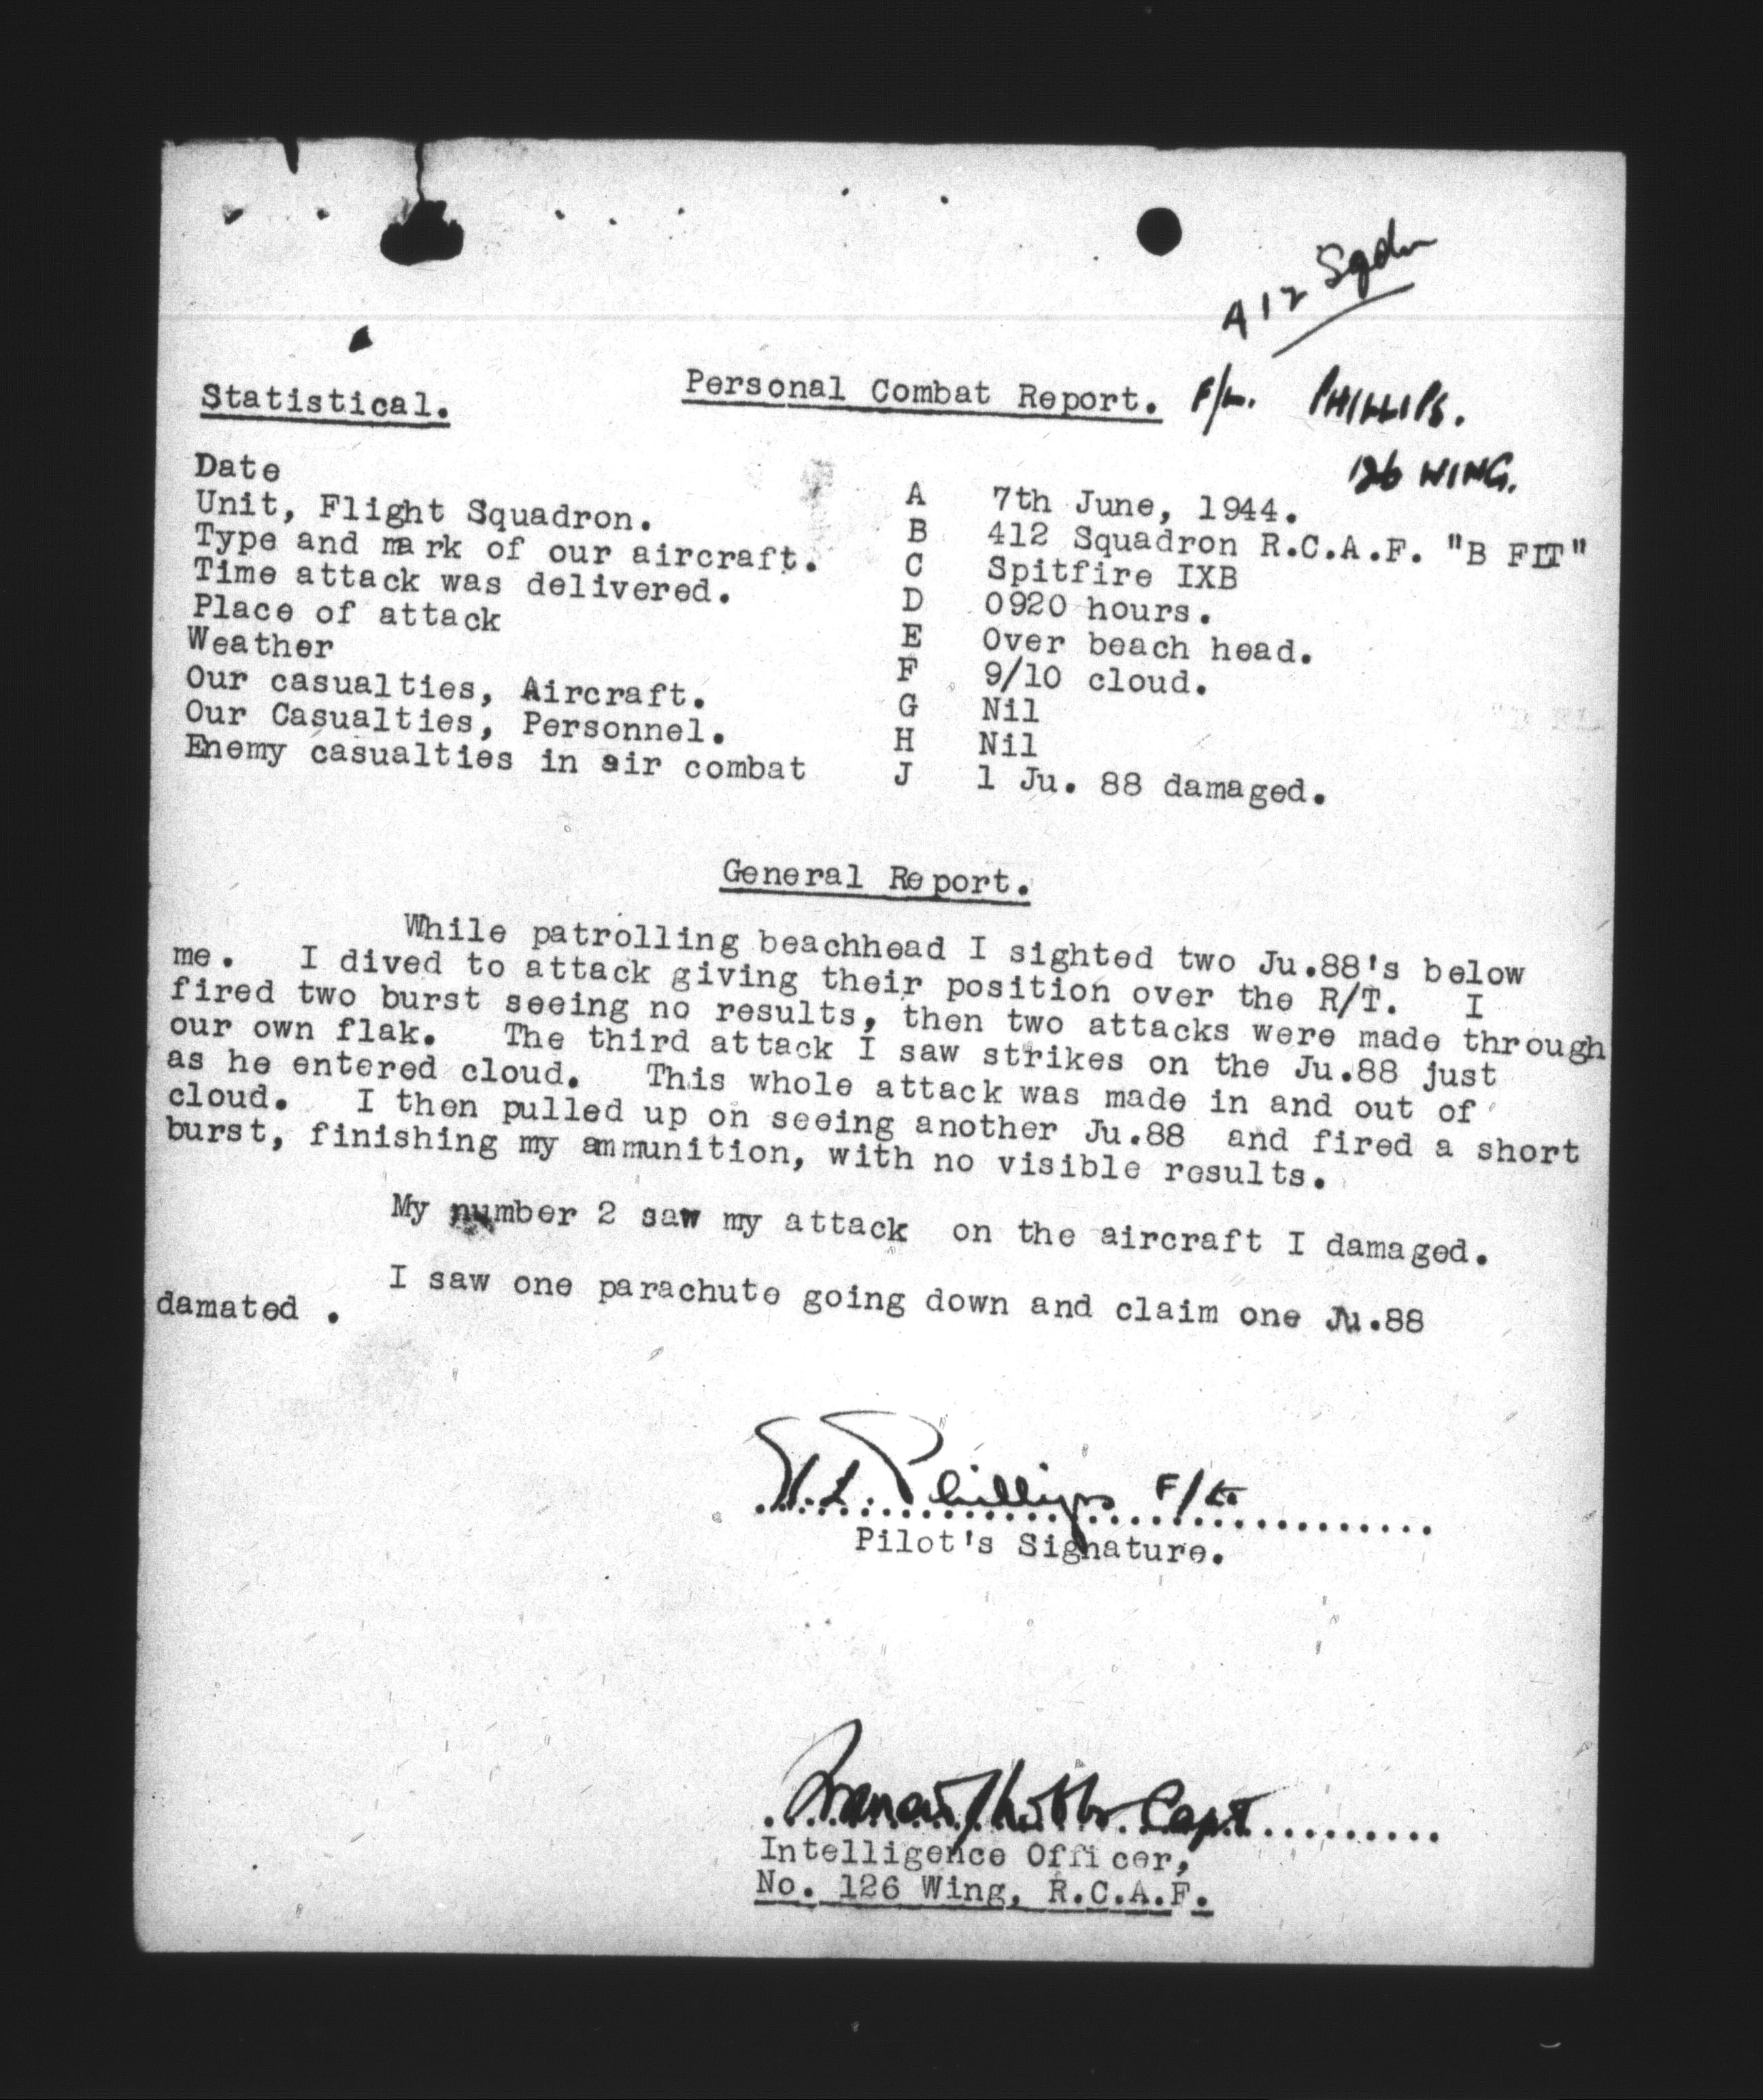 412 Sqdn
Statistical. Personal Combat Report. F/L. PHILLIPS.
126 WING.
Date A 7th June, 1944.
Unit, Flight Squadron. B 412 Squadron R.C.A.F. "B FLT"
Type and mark of our aircraft. C Spitfire IXB
Time attack was delivered. D 0920 hours.
Place of attack E Over beach head.
Weather F 9/10 cloud.
Our casualties, Aircraft. G Nil
Our Casualties, Personnel. H Nil
Enemy casualties in air combat J 1 Ju. 88 damaged.
General Report.
While patrolling beachhead I sighted two Ju.88's below
me. I dived to attack giving their position over the R/T. I
fired two burst seeing no results, then two attacks were made through
our own flak. The third attack I saw strikes on the Ju.88 just
as he entered cloud. This whole attack was made in and out of
cloud. I then pulled up on seeing another Ju.88 and fired a short
burst, finishing my ammunition, with no visible results.
My number 2 saw my attack on the aircraft I damaged.
I saw one parachute going down and claim one Ju.88
damated .
Phillips F/Lt.
Pilot's Signature.
Capt
Intelligence Officer,
No. 126 Wing, R.C.A.F.